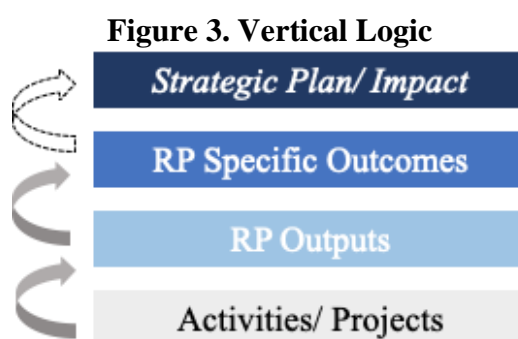 Figure 3. Vertical Logic
Strategic Plan/ Impact
RP Specific Outcomes
RP Outputs
Activities/ Projects